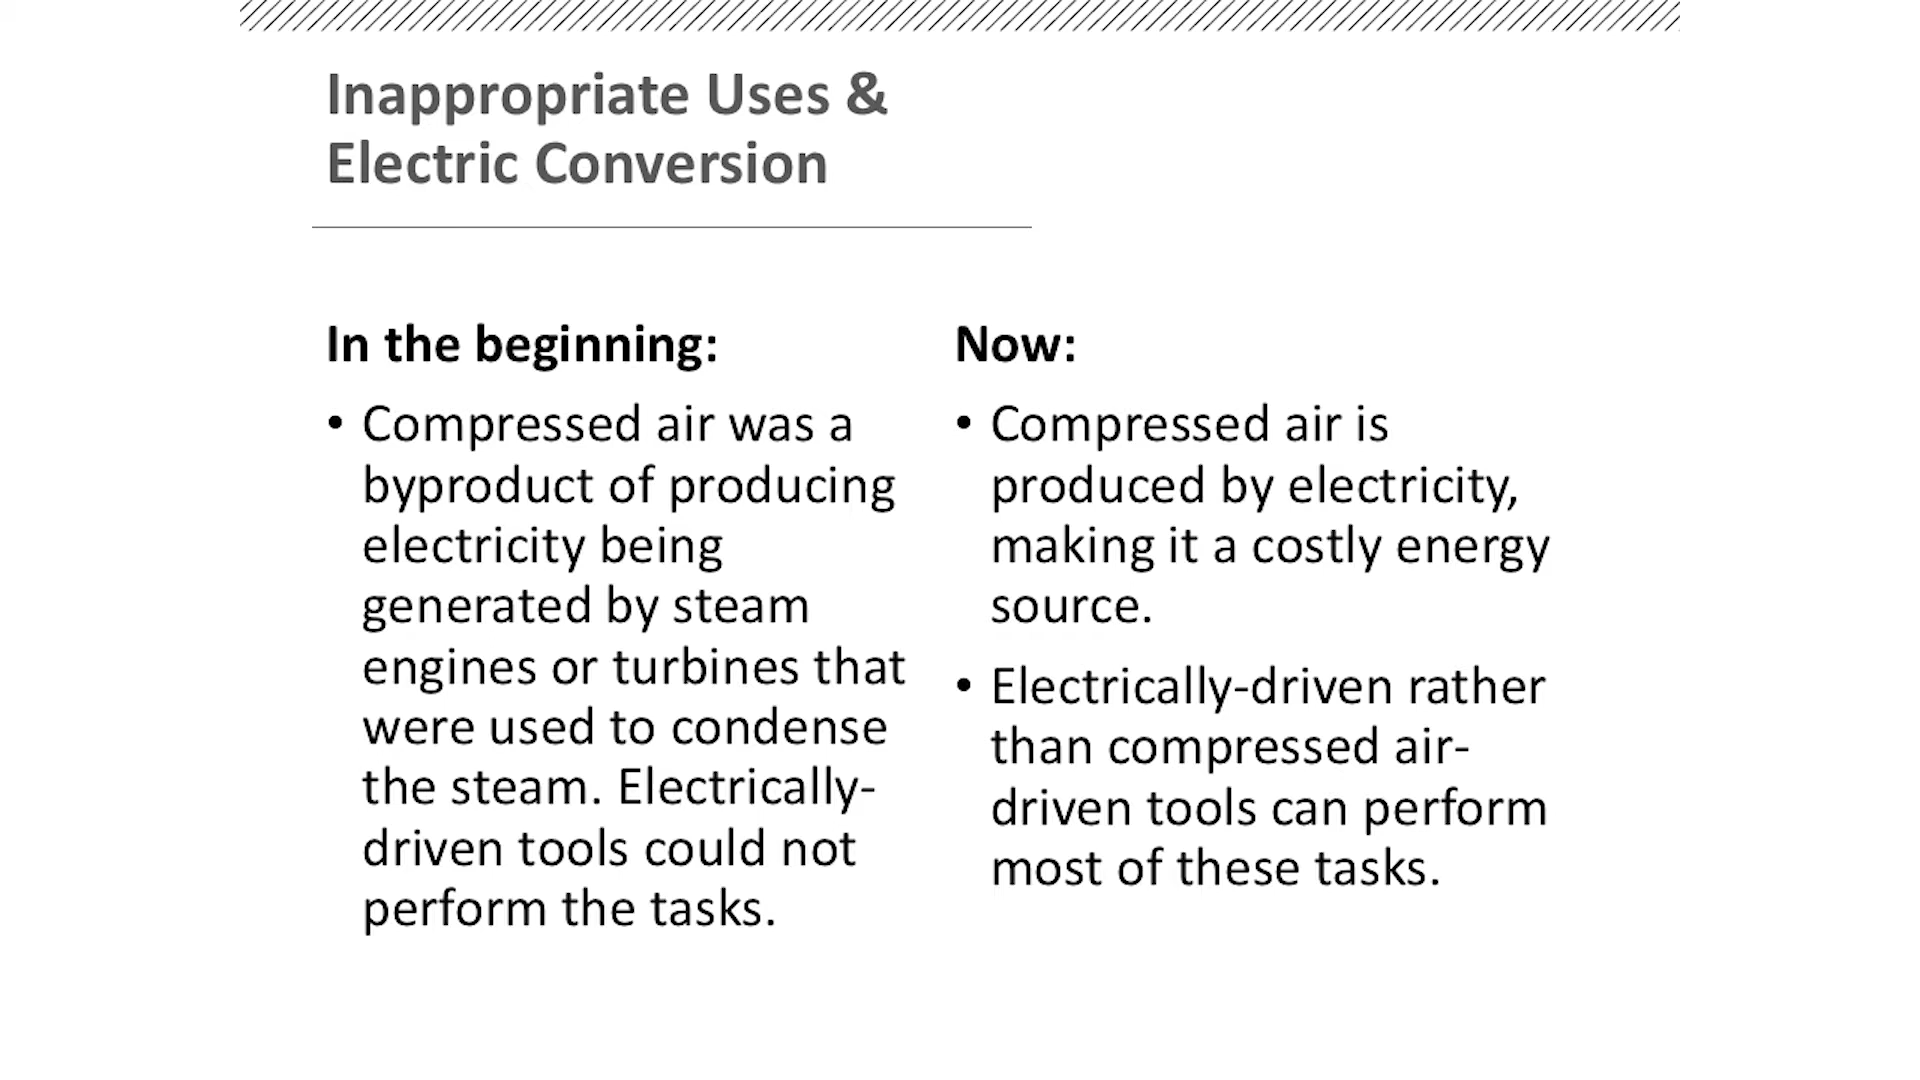 Inappropriate Uses &
Electric Conversion
In the beginning:
• Compressed air was a
byproduct of producing
electricity being
generated by steam
engines or turbines that
were used to condense
the steam. Electrically-
driven tools could not
perform the tasks.
Now:
• Compressed air is
produced by electricity,
making it a costly energy
source.
• Electrically-driven rather
than compressed air-
driven tools can perform
most of these tasks.